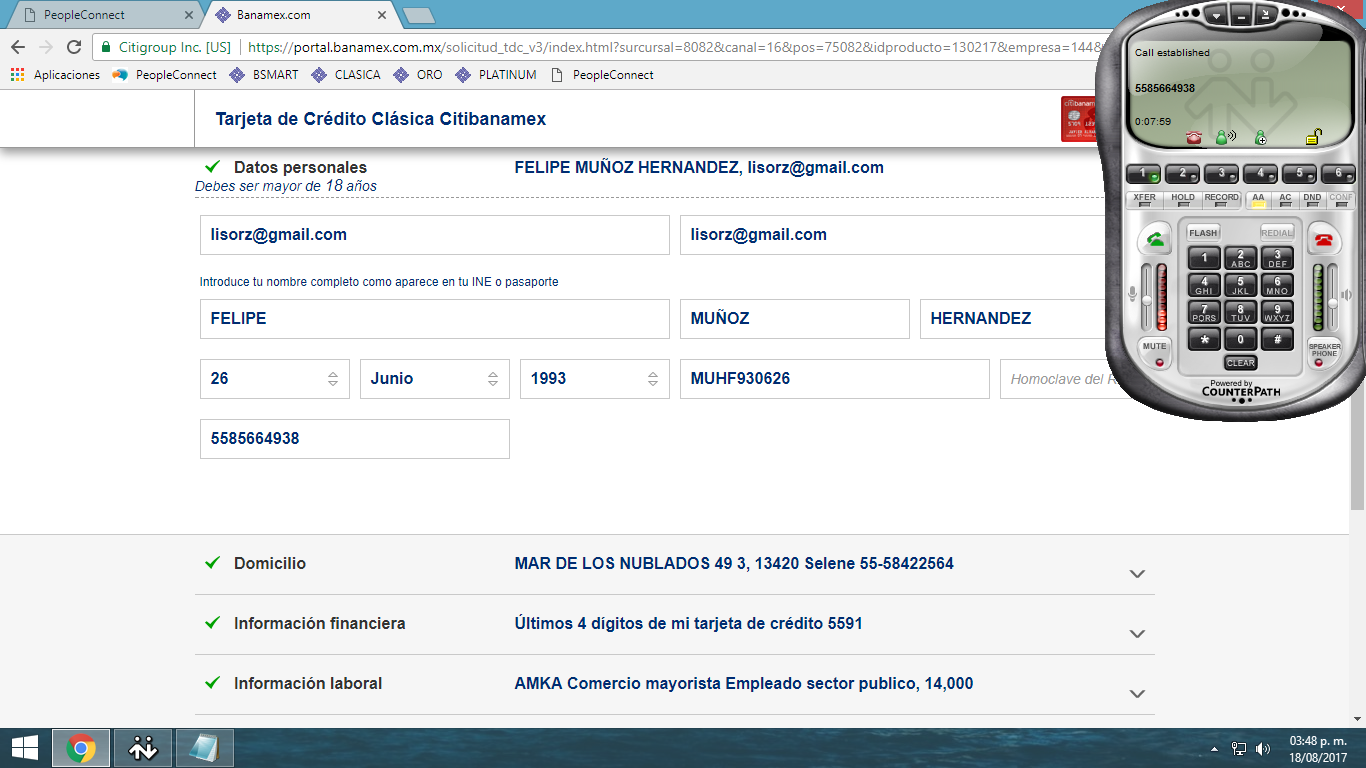 PeopleConnect
Banamex.com
Citigroup Inc. [US]
https://portal.banamex.com.mx/solicitud_tdc_v3/index.html?surcursal=8082&canal=16&pos=75082&idproducto=130217&empresa=144&
Aplicaciones PeopleConnect BSMART CLASICA ORO PLATINUM PeopleConnect
Tarjeta de Crédito Clásica Citibanamex
Datos personales FELIPE MUÑOZ HERNANDEZ, lisorz@gmail.com
Debes ser mayor de 18 años
lisorz@gmail.com lisorz@gmail.com
Introduce tu nombre completo como aparece en tu INE o pasaporte
FELIPE MUÑOZ HERNANDEZ
26 Junio 1993 MUHF930626 Homoclave del
5585664938
Domicilio MAR DE LOS NUBLADOS 49 3, 13420 Selene 55-58422564
Información financiera Últimos 4 dígitos de mi tarjeta de crédito 5591
Información laboral AMKA Comercio mayorista Empleado sector publico, 14,000
Call established
5585664938
0:07:59
1 2 3 4 5 6
XFER HOLD RECORD AA AC DND CONF
FLASH REDIAL
1 2 ABC 3 DEF
4 GHI 5 JKL 6 MNO
7 PQRS 8 TUV 9 WXYZ
* 0 #
MUTE CLEAR SPEAKER PHONE
Powered by
COUNTERPATH
03:48 p. m.
18/08/2017